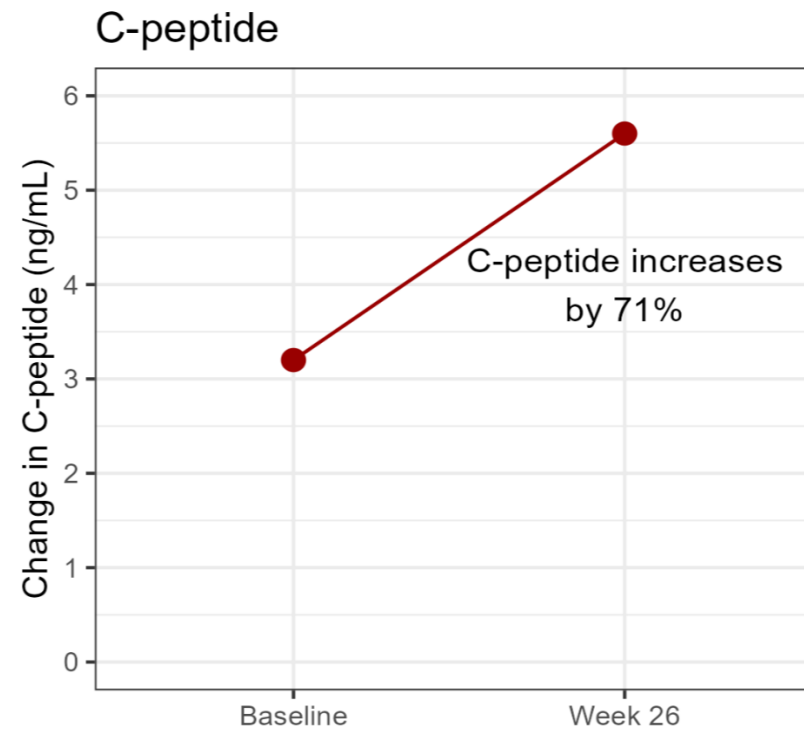 C-peptide
Change in C-peptide (ng/mL)
6
5
4
3
2
1
0
C-peptide increases
by 71%
Baseline
Week 26